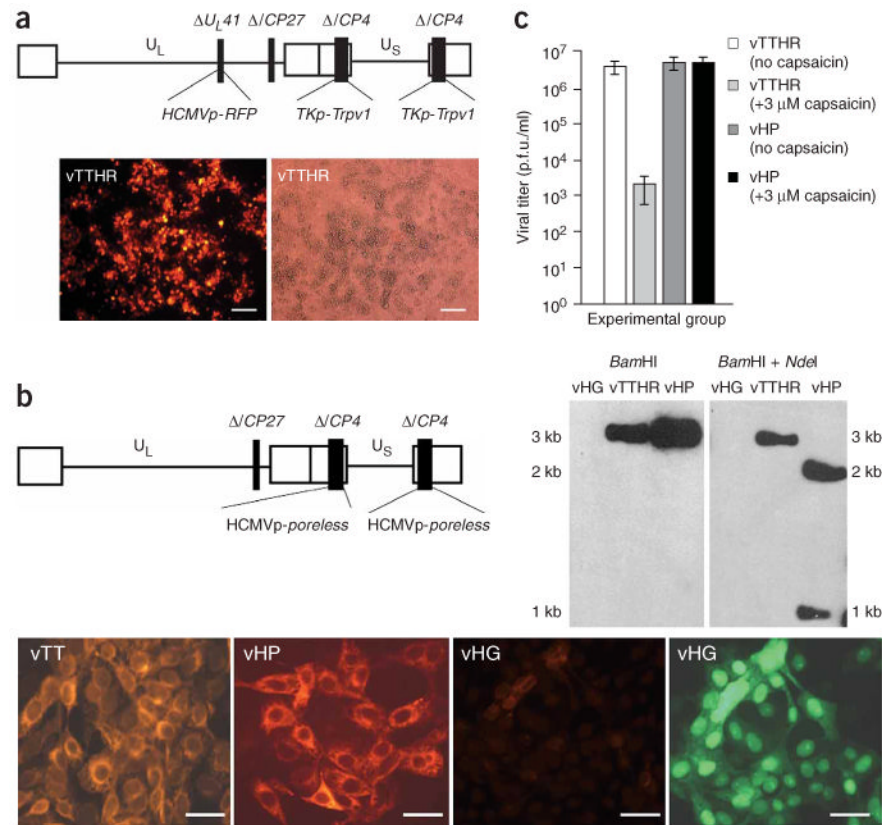 a
ΔU_L41
Δ/CP27
Δ/CP4
Δ/CP4
U_L
U_S
HCMVp-RFP
TKp-Trpv1
TKp-Trpv1
vTTHR
vTTHR
c
Viral titer (p.f.u./ml)
10^7
10^6
10^5
10^4
10^3
10^2
10^1
10^0
Experimental group
vTTHR
(no capsaicin)
vTTHR
(+3 μM capsaicin)
vHP
(no capsaicin)
vHP
(+3 μM capsaicin)
b
Δ/CP27
Δ/CP4
Δ/CP4
U_L
U_S
HCMVp-poreless
HCMVp-poreless
BamHI
BamHI + NdeI
vHG vTTHR vHP
vHG vTTHR vHP
3 kb
2 kb
1 kb
3 kb
2 kb
1 kb
vTT
vHP
vHG
vHG